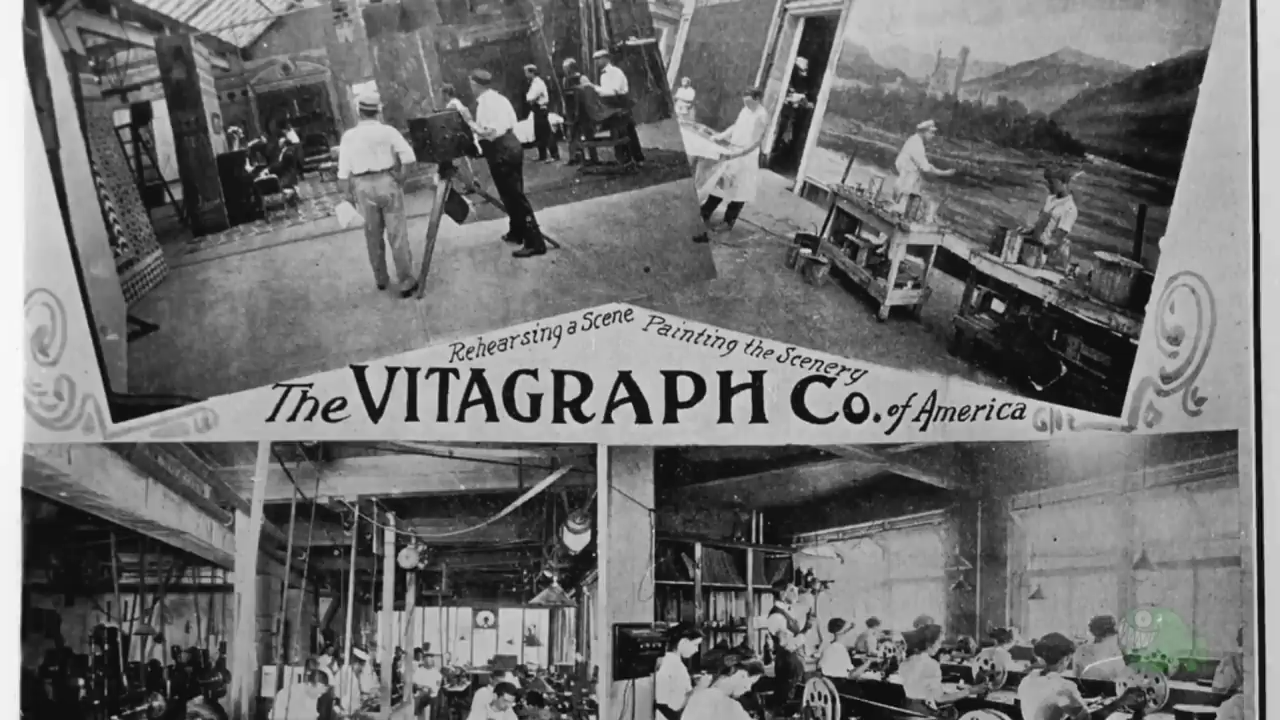 Rehearsing a Scene
Painting the Scenery
The VITAGRAPH Co. of America